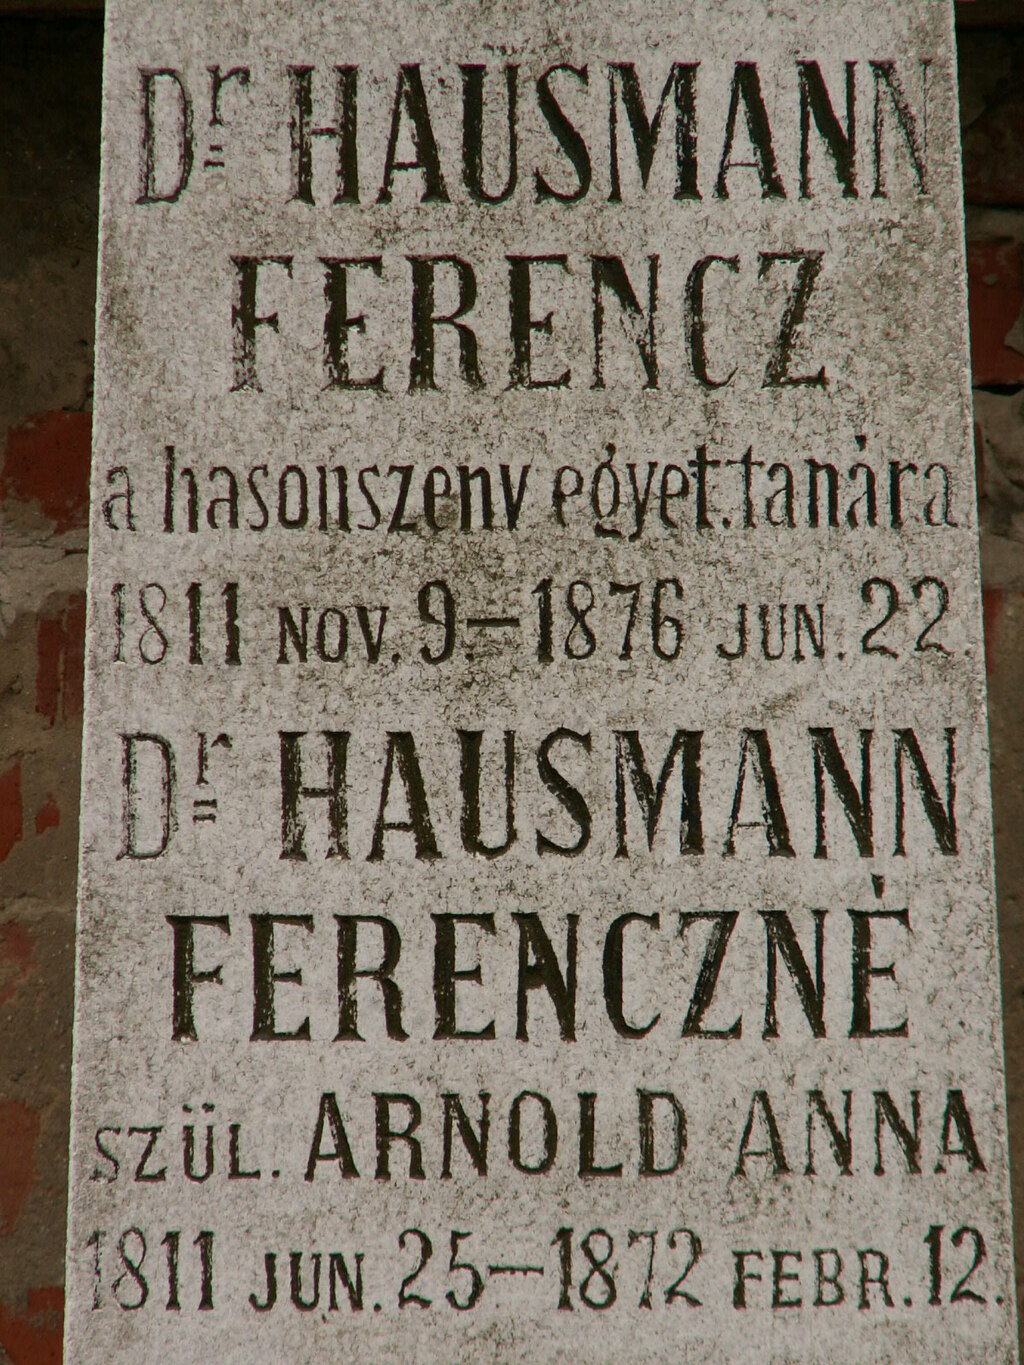 Dr HAUSMANN
FERENCZ
a hasonszenv egyet. tanára
1811 NOV. 9.—1876 JUN. 22.
Dr HAUSMANN
FERENCZNÉ
SZÜL. ARNOLD ANNA
1811 JUN. 25—1872 FEBR. 12.